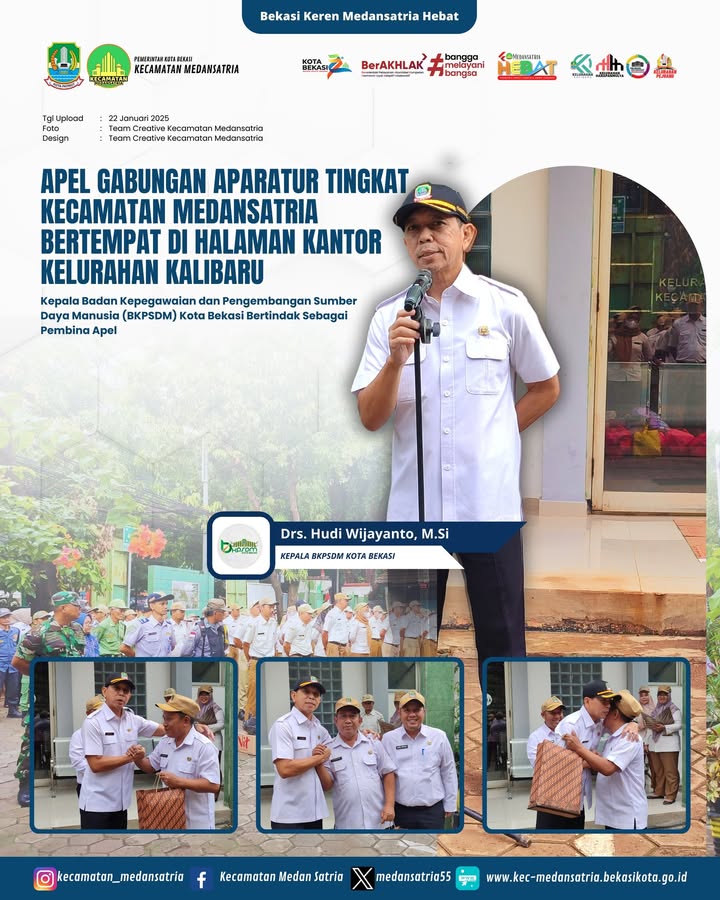 Bekasi Keren Medansatria Hebat
PEMERINTAH KOTA BEKASI
KECAMATAN MEDANSATRIA
KECAMATAN
MEDANSATRIA
KOTA
BEKASI
BerAKHLAK
#bangga
melayani
bangsa
MEDANSATRIA
HEBAT
Tgl Upload : 22 Januari 2025
Foto : Team Creative Kecamatan Medansatria
Design : Team Creative Kecamatan Medansatria
APEL GABUNGAN APARATUR TINGKAT
KECAMATAN MEDANSATRIA
BERTEMPAT DI HALAMAN KANTOR
KELURAHAN KALIBARU
Kepala Badan Kepegawaian dan Pengembangan Sumber
Daya Manusia (BKPSDM) Kota Bekasi Bertindak Sebagai
Pembina Apel
Drs. Hudi Wijayanto, M.Si
KEPALA BKPSDM KOTA BEKASI
kecamatan_medansatria
Kecamatan Medan Satria
medansatria55
www.kec-medansatria.bekasikota.go.id